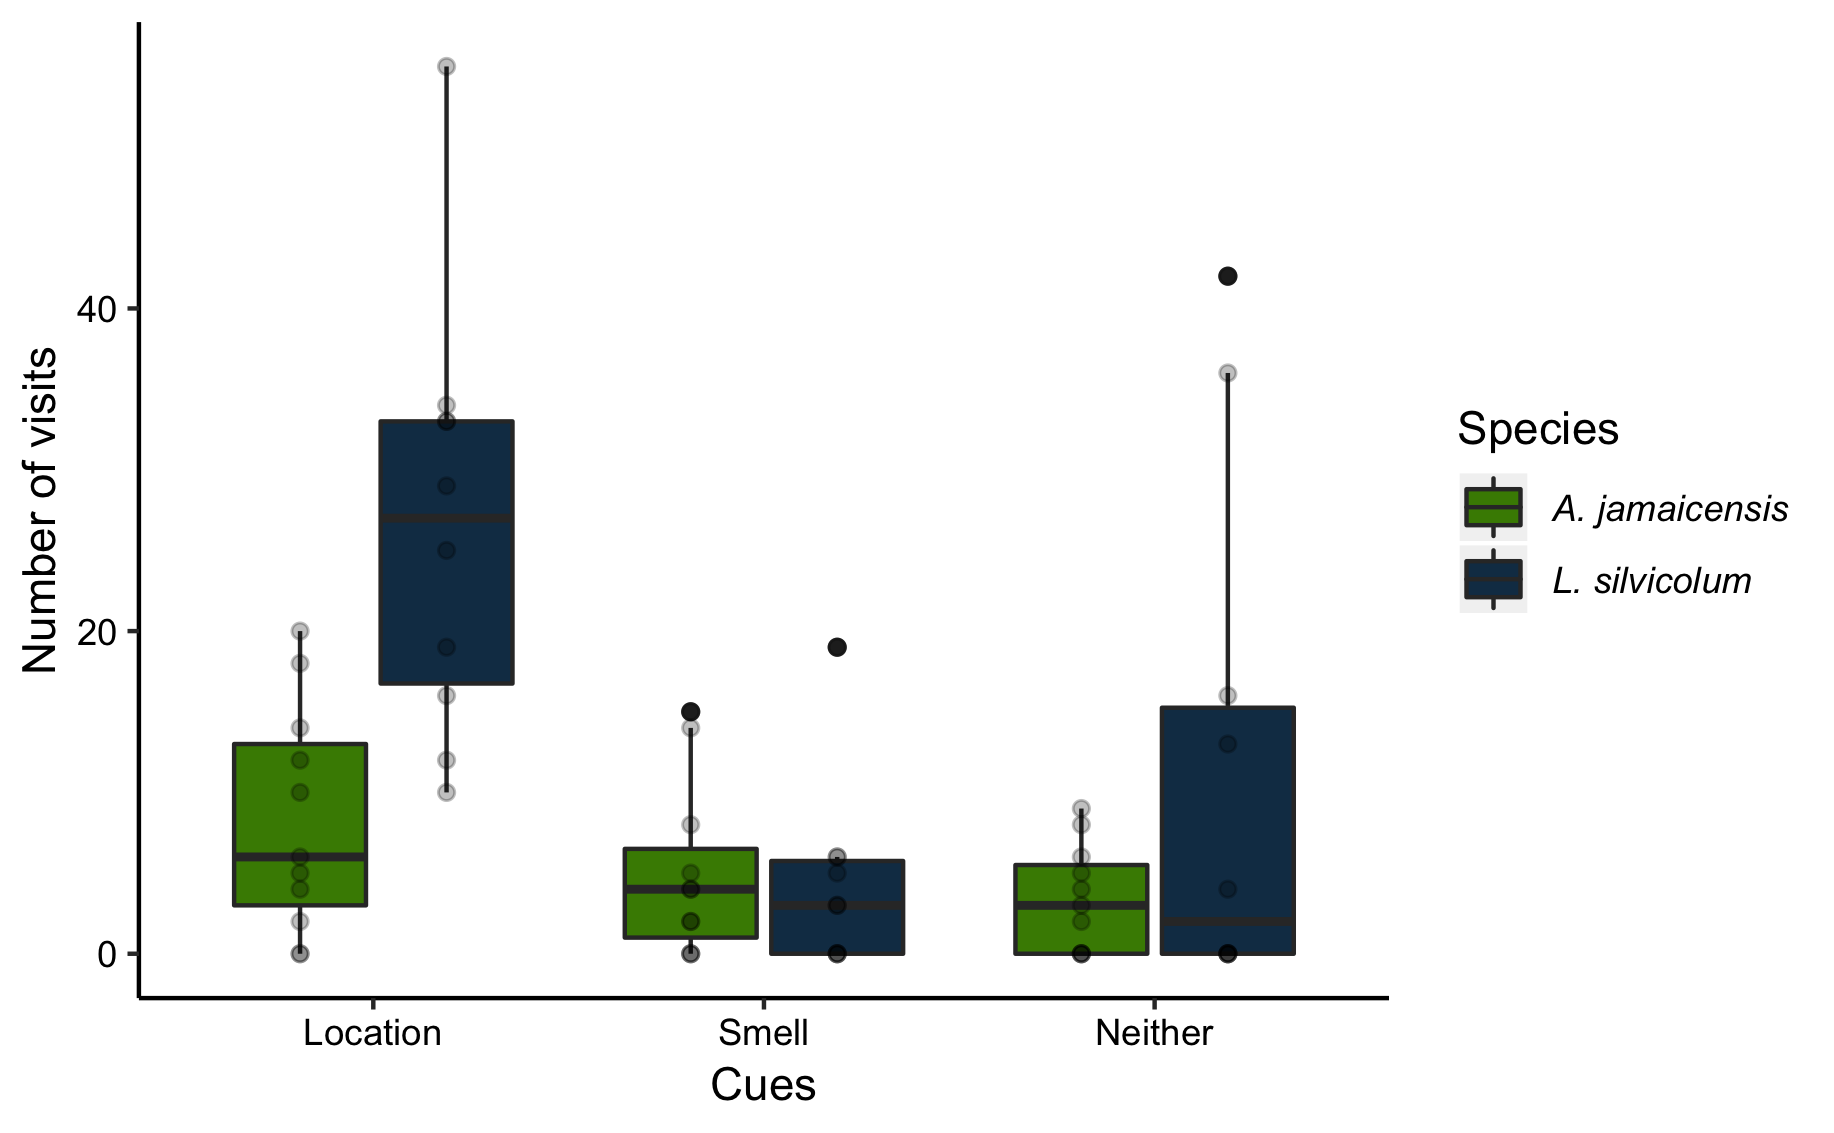 Number of visits
40
20
0
Location Smell Neither
Cues
Species
A. jamaicensis
L. silvicolum